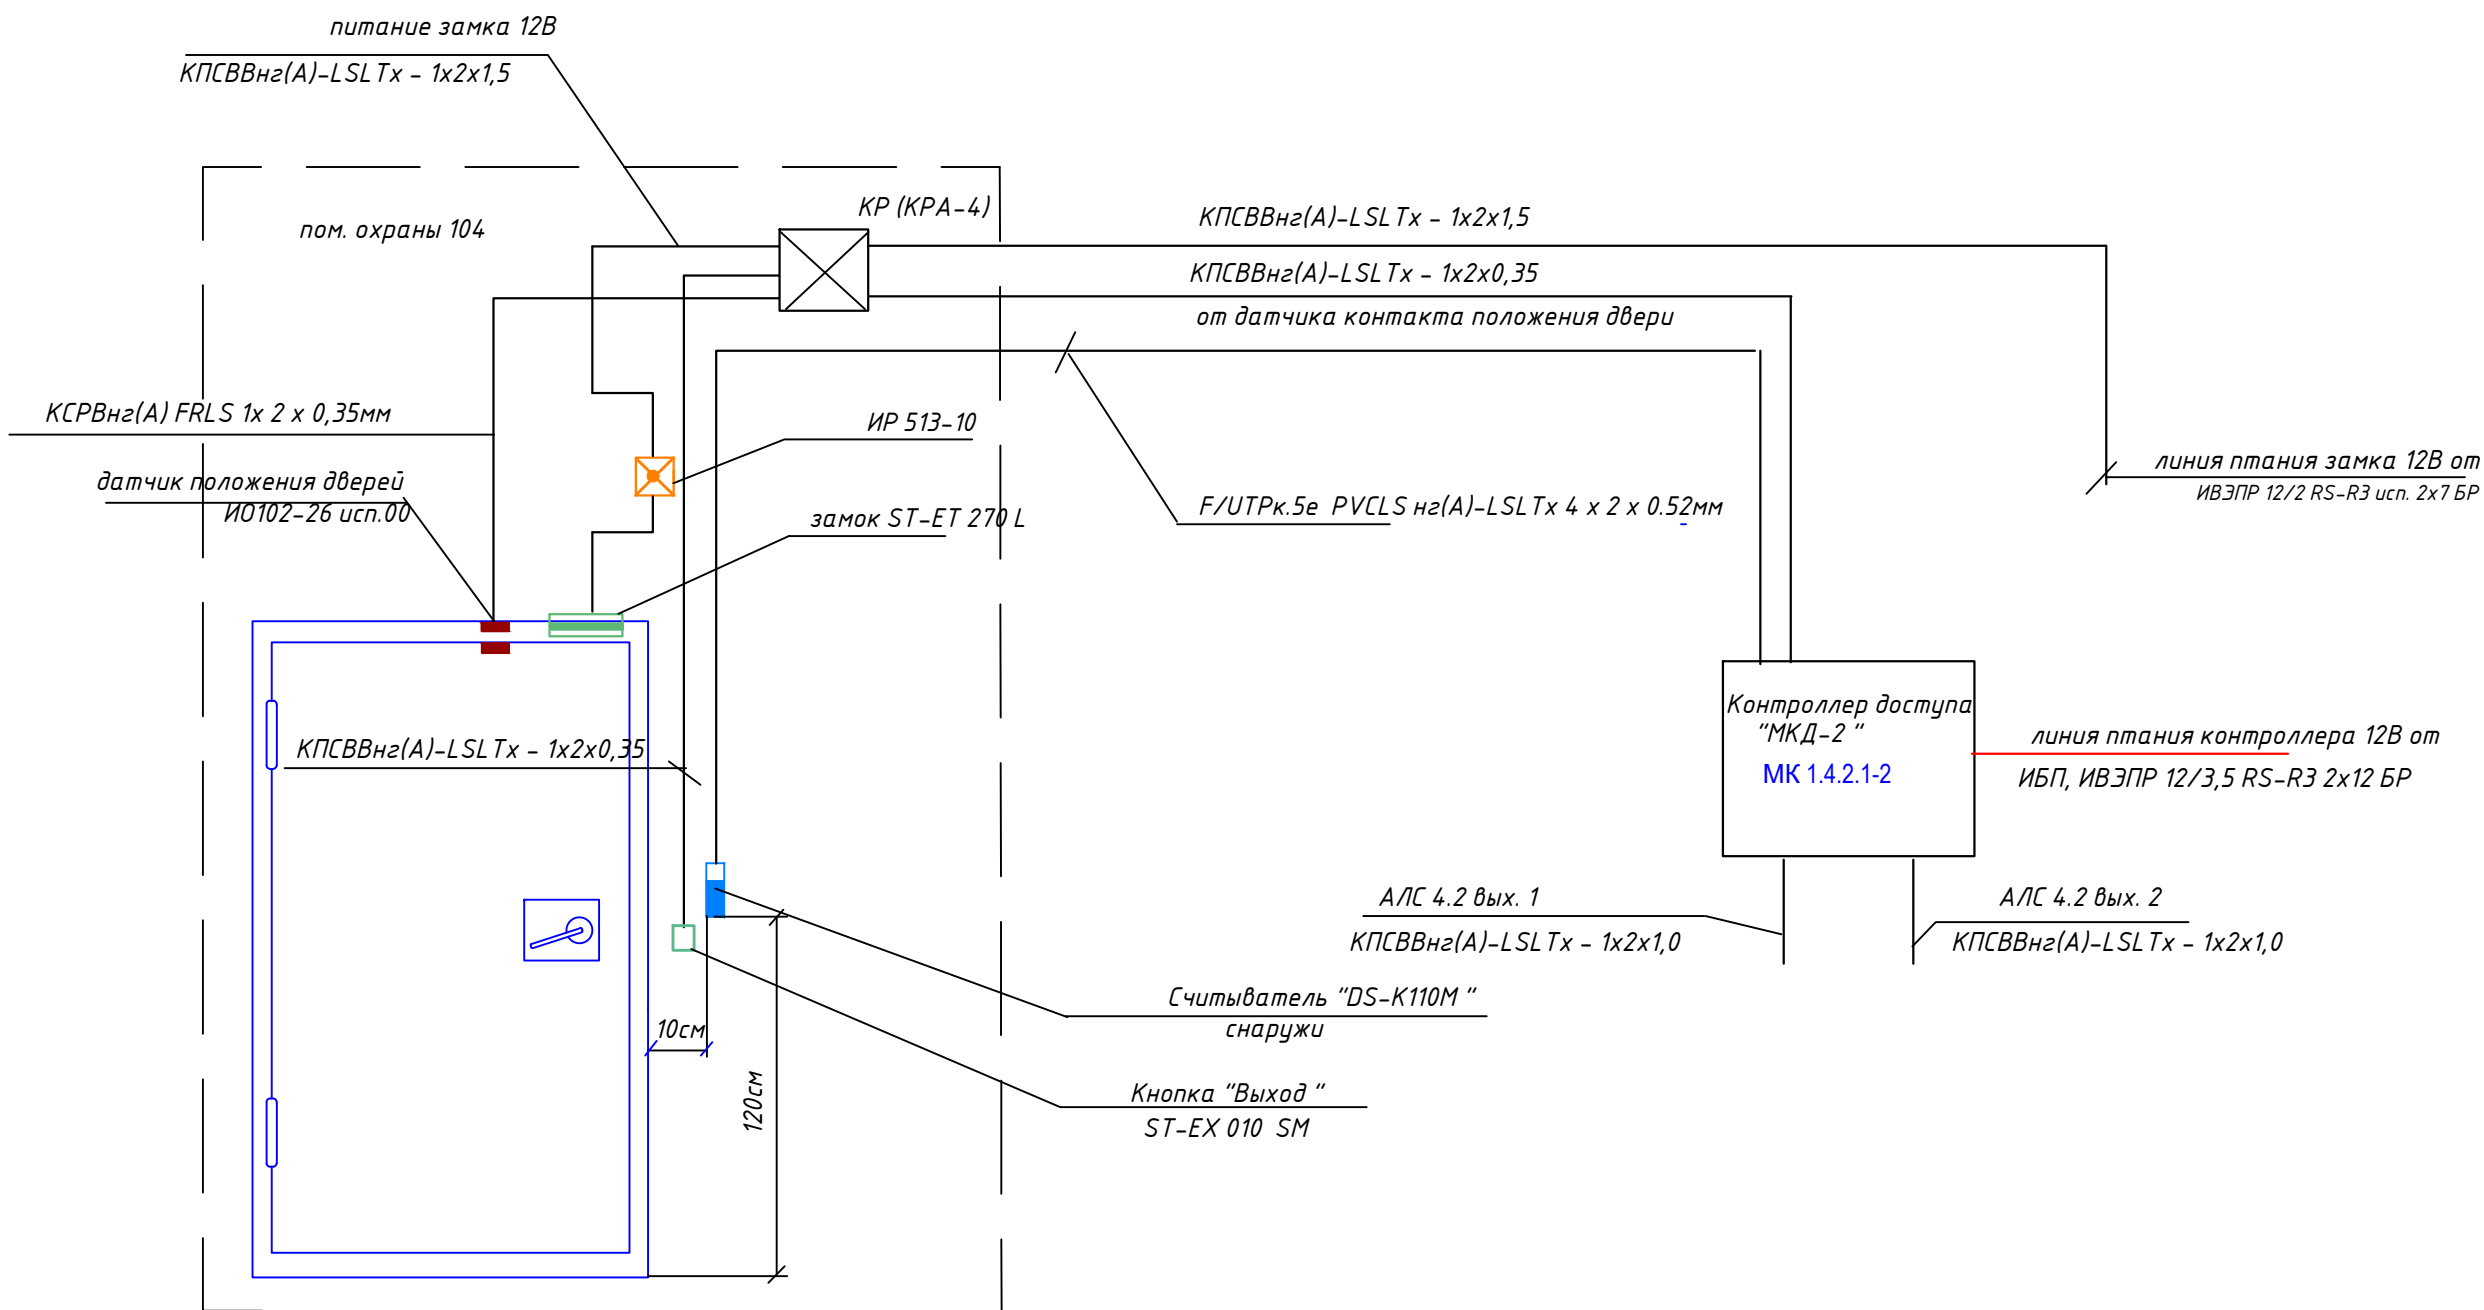 питание замка 12В
КПСВВнг(А)-LSLTx - 1x2x1,5
КР (КРА-4)
пом. охраны 104
КПСВВнг(А)-LSLTx - 1x2x1,5
КПСВВнг(А)-LSLTx - 1x2x0,35
от датчика контакта положения двери
КСРВнг(А) FRLS 1x 2 x 0,35мм
ИР 513-10
датчик положения дверей
ИО102-26 исп.00
замок ST-ET 270 L
F/UTPк.5е PVCLS нг(А)-LSLTx 4 x 2 x 0.52мм
линия птания замка 12В от
ИВЭПР 12/2 RS-R3 исп. 2х7 БР
КПСВВнг(А)-LSLTx - 1x2x0,35
Контроллер доступа
"МКД-2 "
МК 1.4.2.1-2
линия птания контроллера 12В от
ИБП, ИВЭПР 12/3,5 RS-R3 2х12 БР
АЛС 4.2 вых. 1
КПСВВнг(А)-LSLTx - 1x2x1,0
АЛС 4.2 вых. 2
КПСВВнг(А)-LSLTx - 1x2x1,0
Считыватель "DS-K110M "
снаружи
10см
120см
Кнопка "Выход "
ST-EX 010 SM